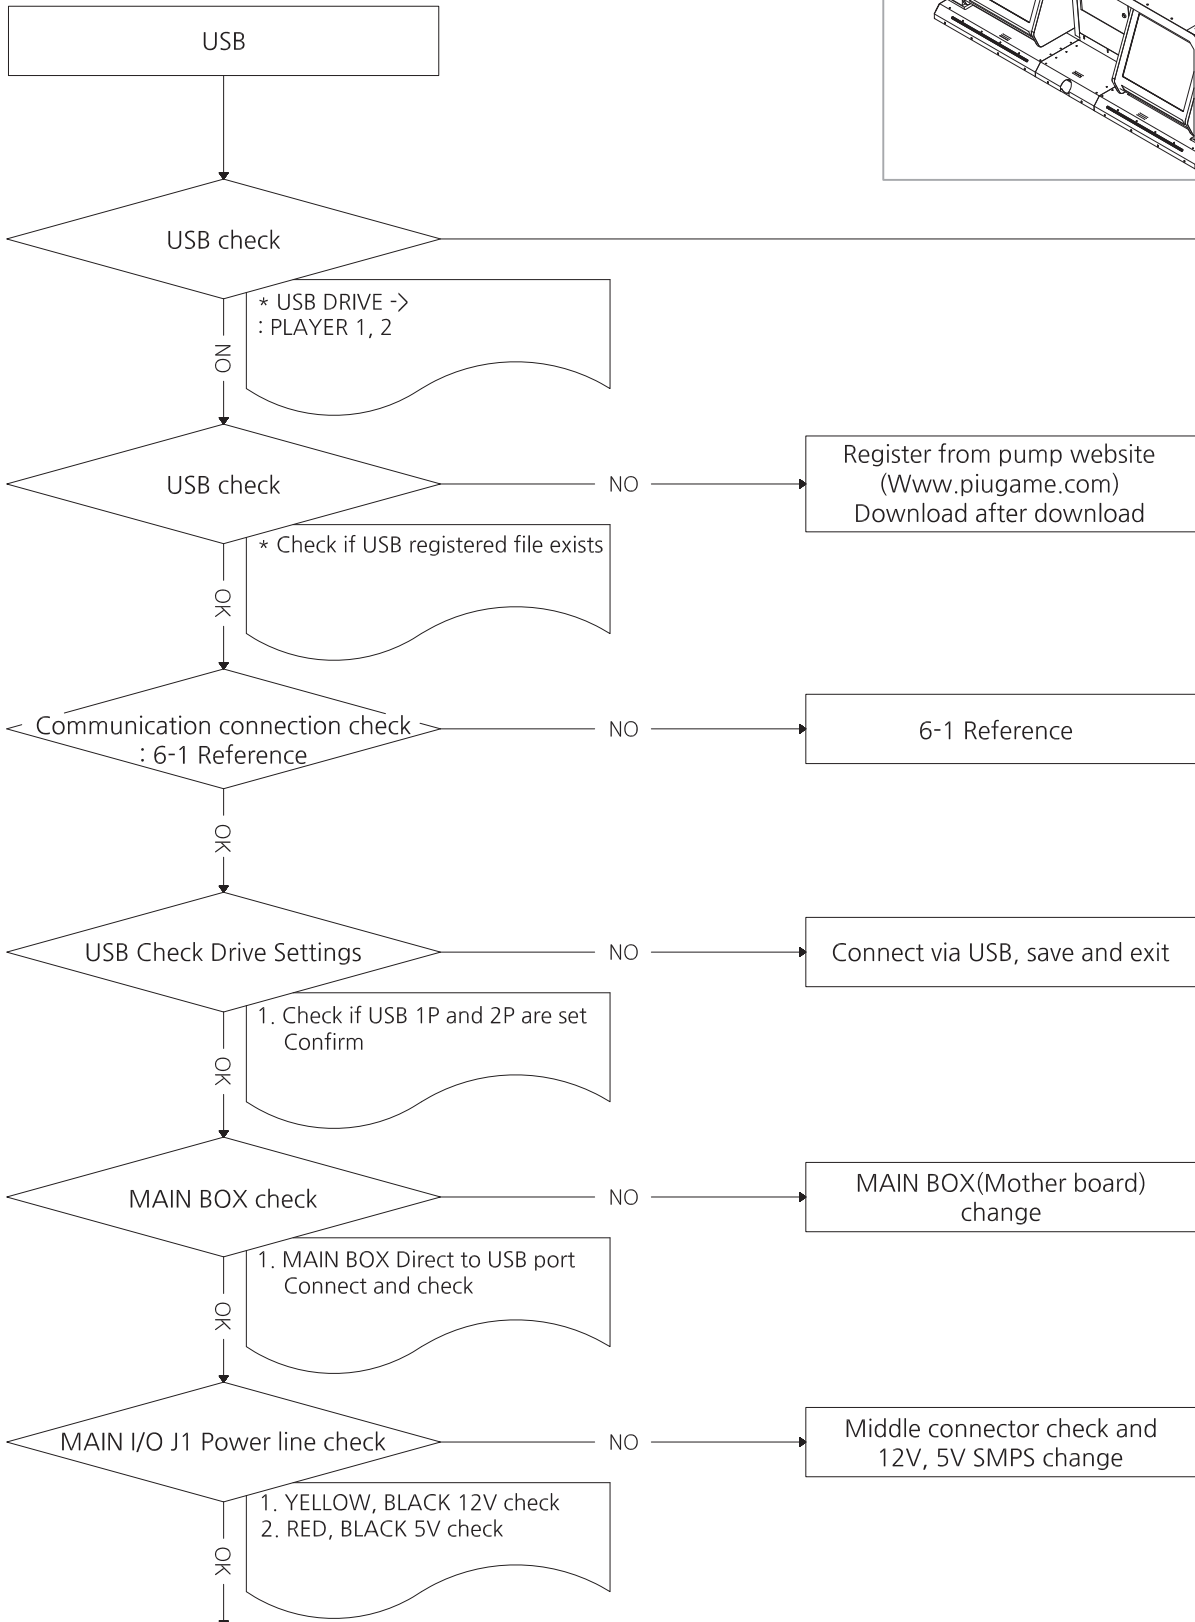 USB
USB check
* USB DRIVE ->
: PLAYER 1, 2
NO
USB check
NO
Register from pump website
(Www.piugame.com)
Download after download
* Check if USB registered file exists
OK
Communication connection check
: 6-1 Reference
NO
6-1 Reference
OK
USB Check Drive Settings
NO
Connect via USB, save and exit
1. Check if USB 1P and 2P are set
Confirm
OK
MAIN BOX check
NO
MAIN BOX(Mother board)
change
1. MAIN BOX Direct to USB port
Connect and check
OK
MAIN I/O J1 Power line check
NO
Middle connector check and
12V, 5V SMPS change
1. YELLOW, BLACK 12V check
2. RED, BLACK 5V check
OK